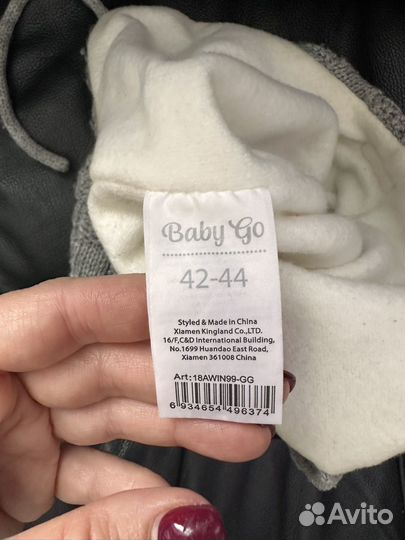 Baby Go
42-44
Styled & Made in China
Xiamen Kingland Co.,LTD.
16/F,C&D International Building,
No.1699 Huandao East Road,
Xiamen 361008 China
Art:18AWIN99-GG
6 934654 496374
Avito